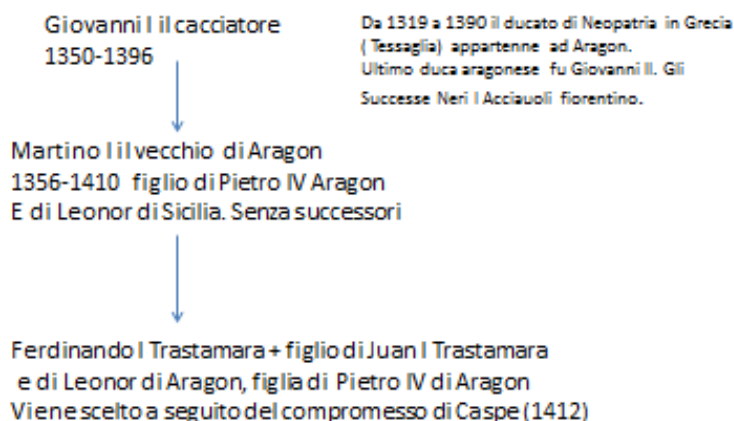 Giovanni I il cacciatore
1350-1396
Da 1319 a 1390 il ducato di Neopatria in Grecia
( Tessaglia) appartenne ad Aragon.
Ultimo duca aragonese fu Giovanni II. Gli
Successe Neri I Acciauoli fiorentino.
Martino I il vecchio di Aragon
1356-1410 figlio di Pietro IV Aragon
E di Leonor di Sicilia. Senza successori
Ferdinando I Trastamara + figlio di Juan I Trastamara
e di Leonor di Aragon, figlia di Pietro IV di Aragon
Viene scelto a seguito del compromesso di Caspe (1412)